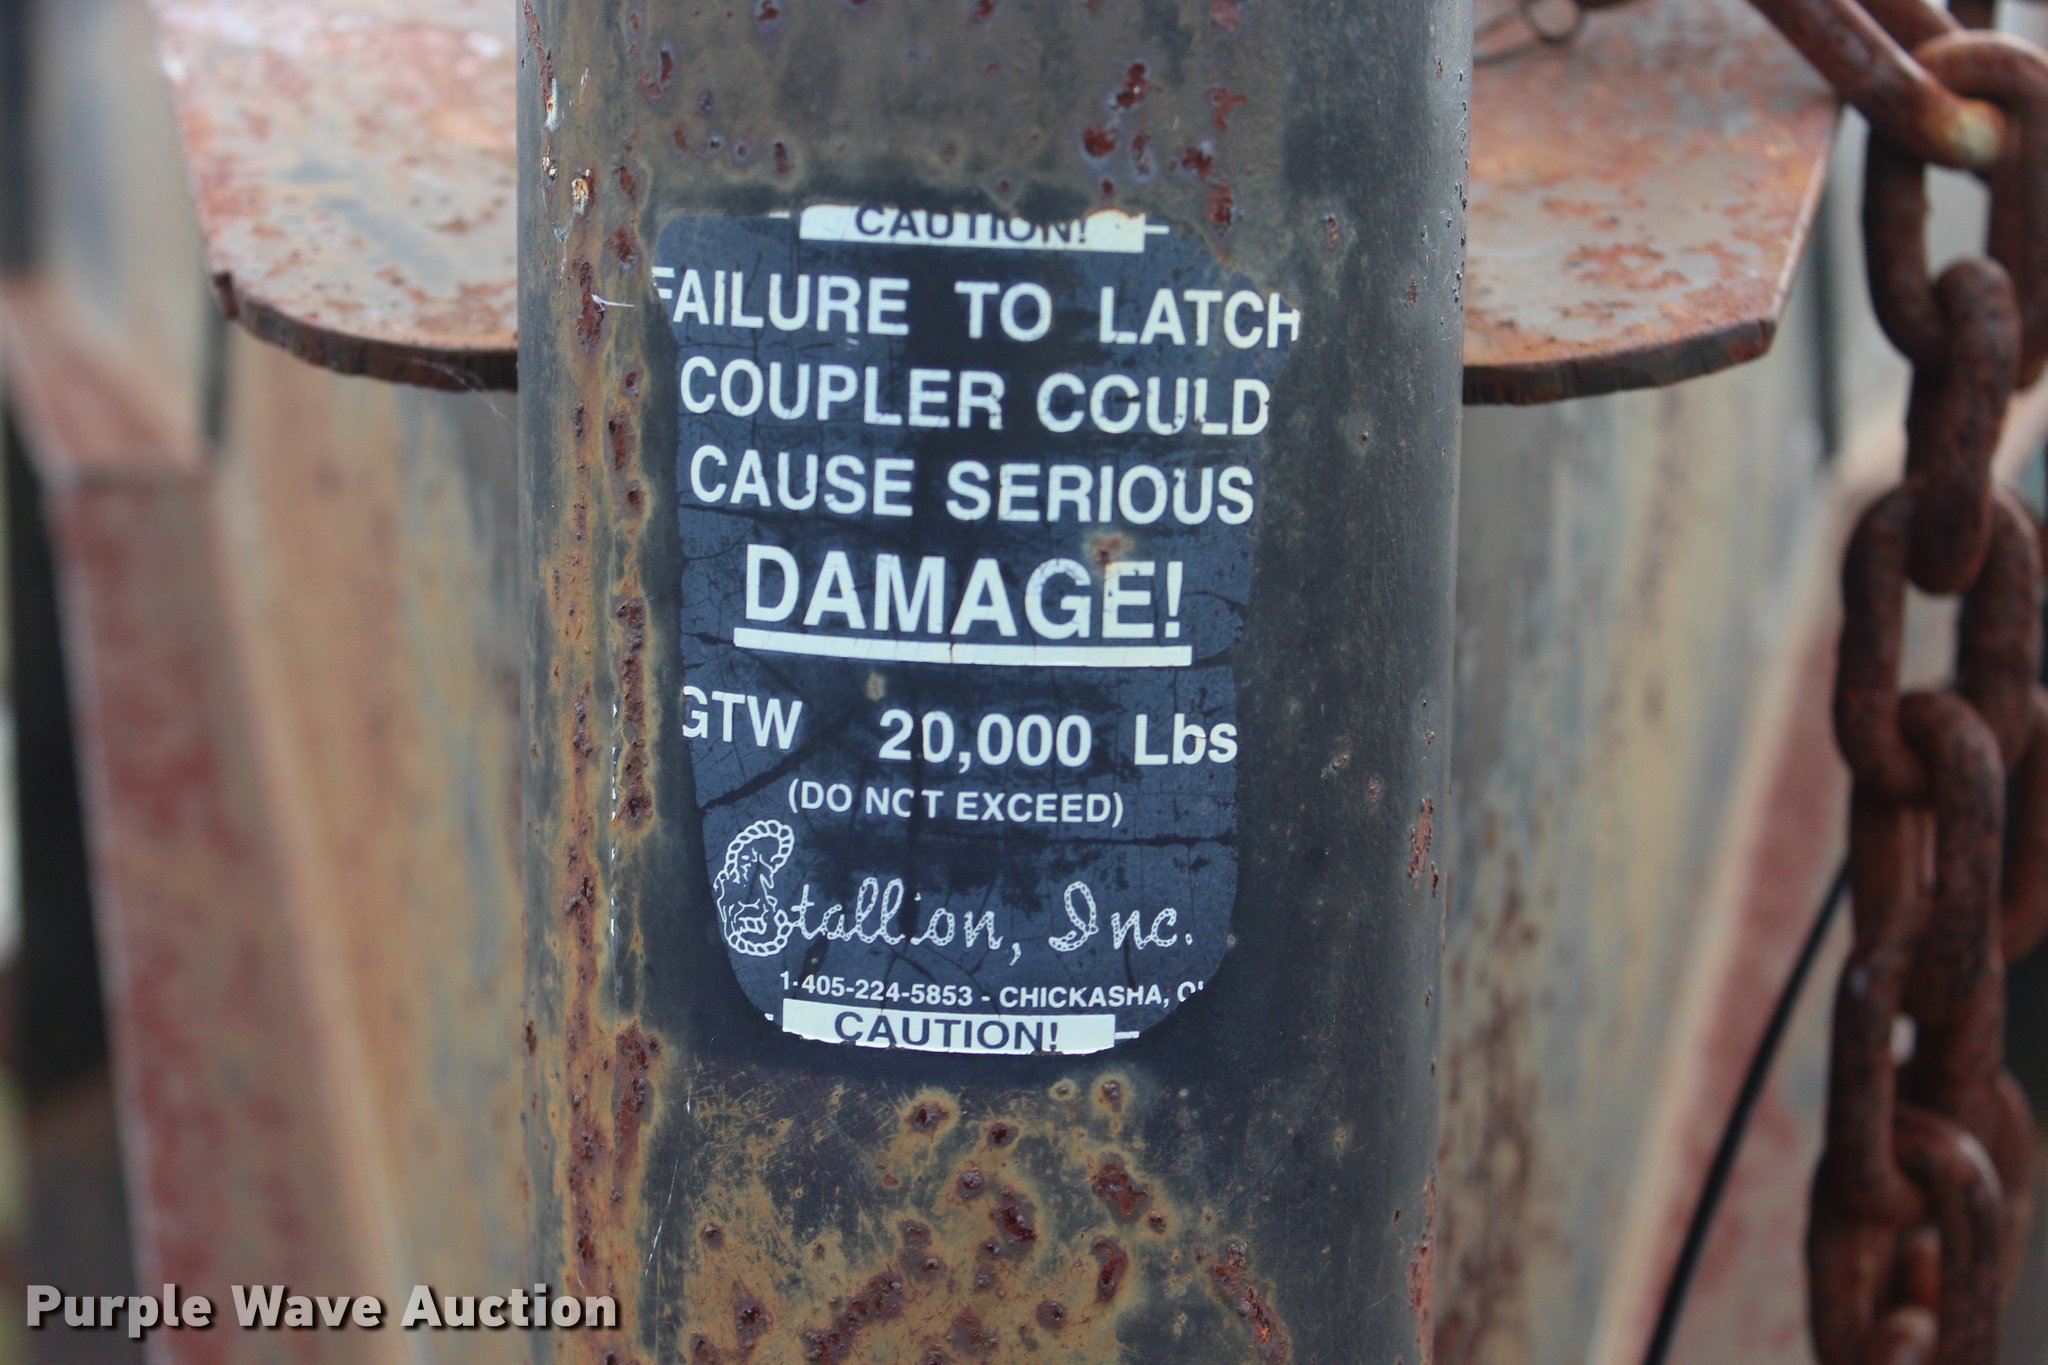 CAUTION!
FAILURE TO LATCH
COUPLER COULD
CAUSE SERIOUS
DAMAGE!
GTW 20,000 Lbs
(DO NOT EXCEED)
Stallion, Inc.
1-405-224-5853 - CHICKASHA,
CAUTION!
Purple Wave Auction